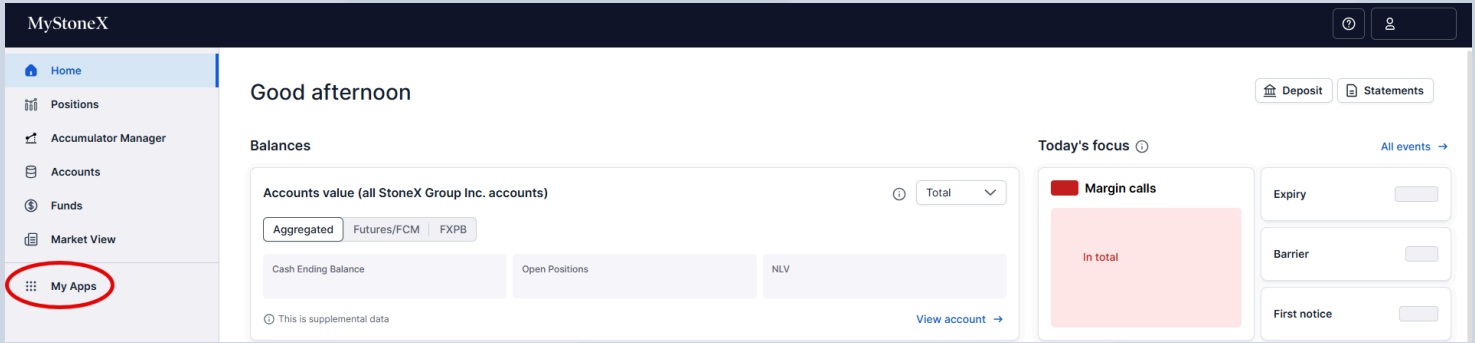 MyStoneX
Home
Positions
Accumulator Manager
Accounts
Funds
Market View
My Apps
Good afternoon
Deposit
Statements
Balances
Accounts value (all StoneX Group Inc. accounts)
Total
Aggregated
Futures/FCM
FXPB
Cash Ending Balance
Open Positions
NLV
This is supplemental data
View account →
Today's focus
All events →
Margin calls
In total
Expiry
Barrier
First notice